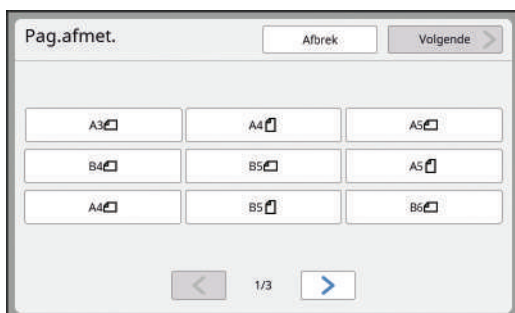 Pag.afmet. Afbrek Volgende
A3 A4 A5
B4 B5 A5
A4 B5 B6
1/3